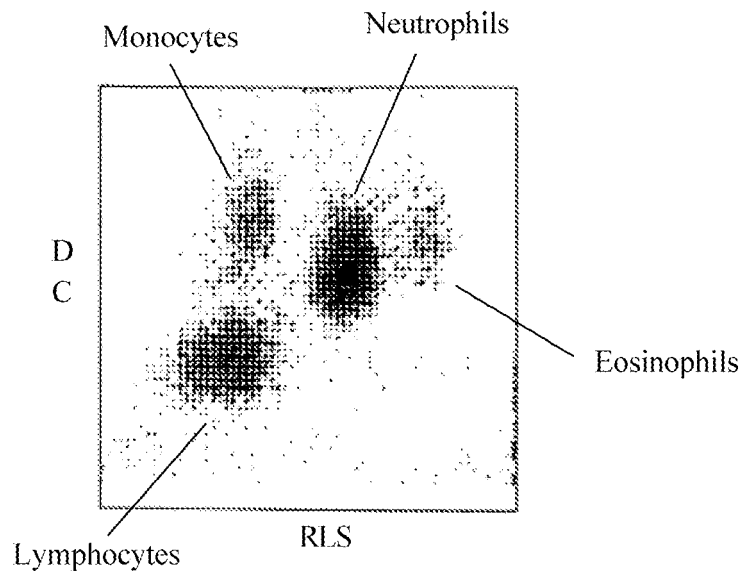 Neutrophils
Monocytes
D
C
Eosinophils
RLS
Lymphocytes